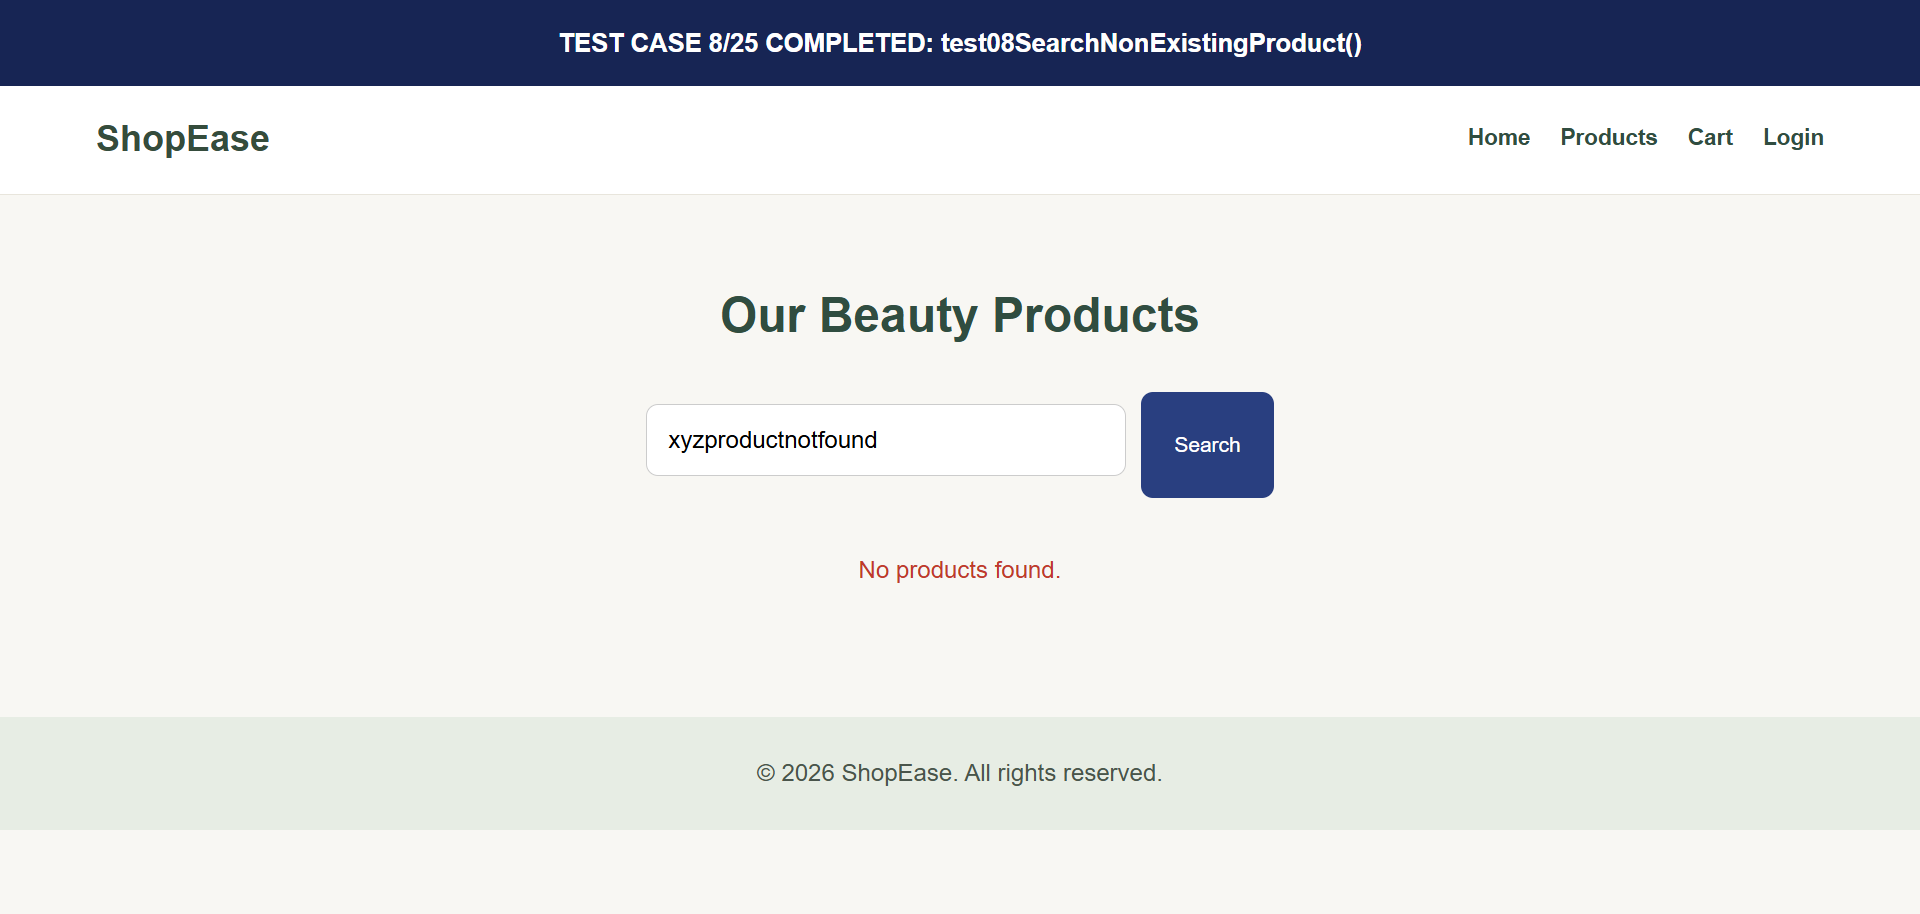 TEST CASE 8/25 COMPLETED: test08SearchNonExistingProduct()
ShopEase
Home Products Cart Login
Our Beauty Products
xyzproductnotfound
Search
No products found.
© 2026 ShopEase. All rights reserved.